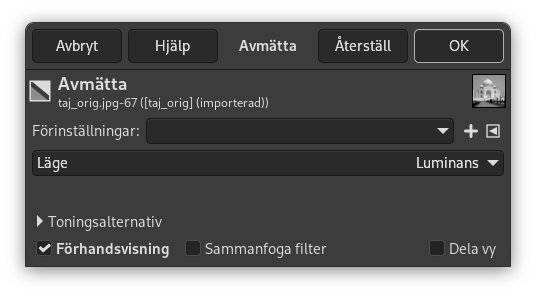 Avbryt Hjälp Avmätta Återställ OK
Avmätta
taj_orig.jpg-67 ([taj_orig] (importerad))
Förinställningar:
Läge Luminans
Toningsalternativ
Förhandsvisning Sammanfoga filter Dela vy